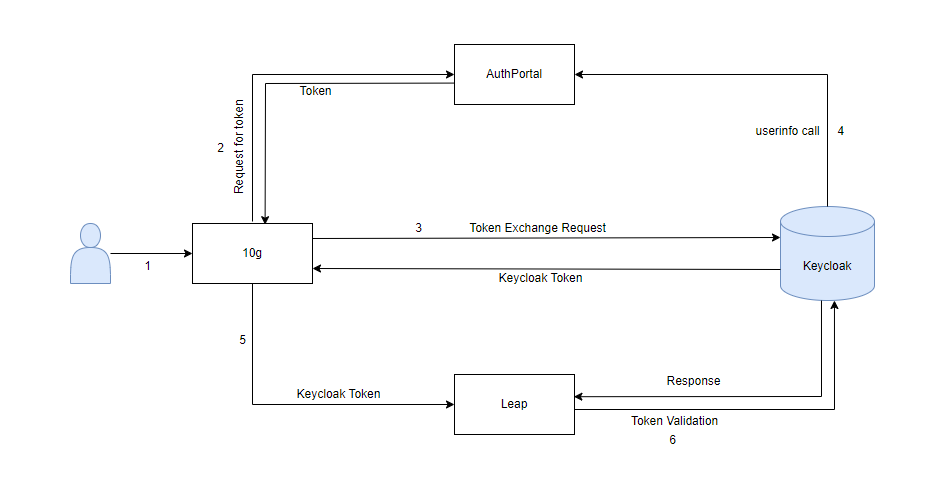 AuthPortal
Token
Request for token
2
userinfo call
4
3
Token Exchange Request
10g
1
Keycloak
Keycloak Token
5
Response
Keycloak Token
Leap
Token Validation
6